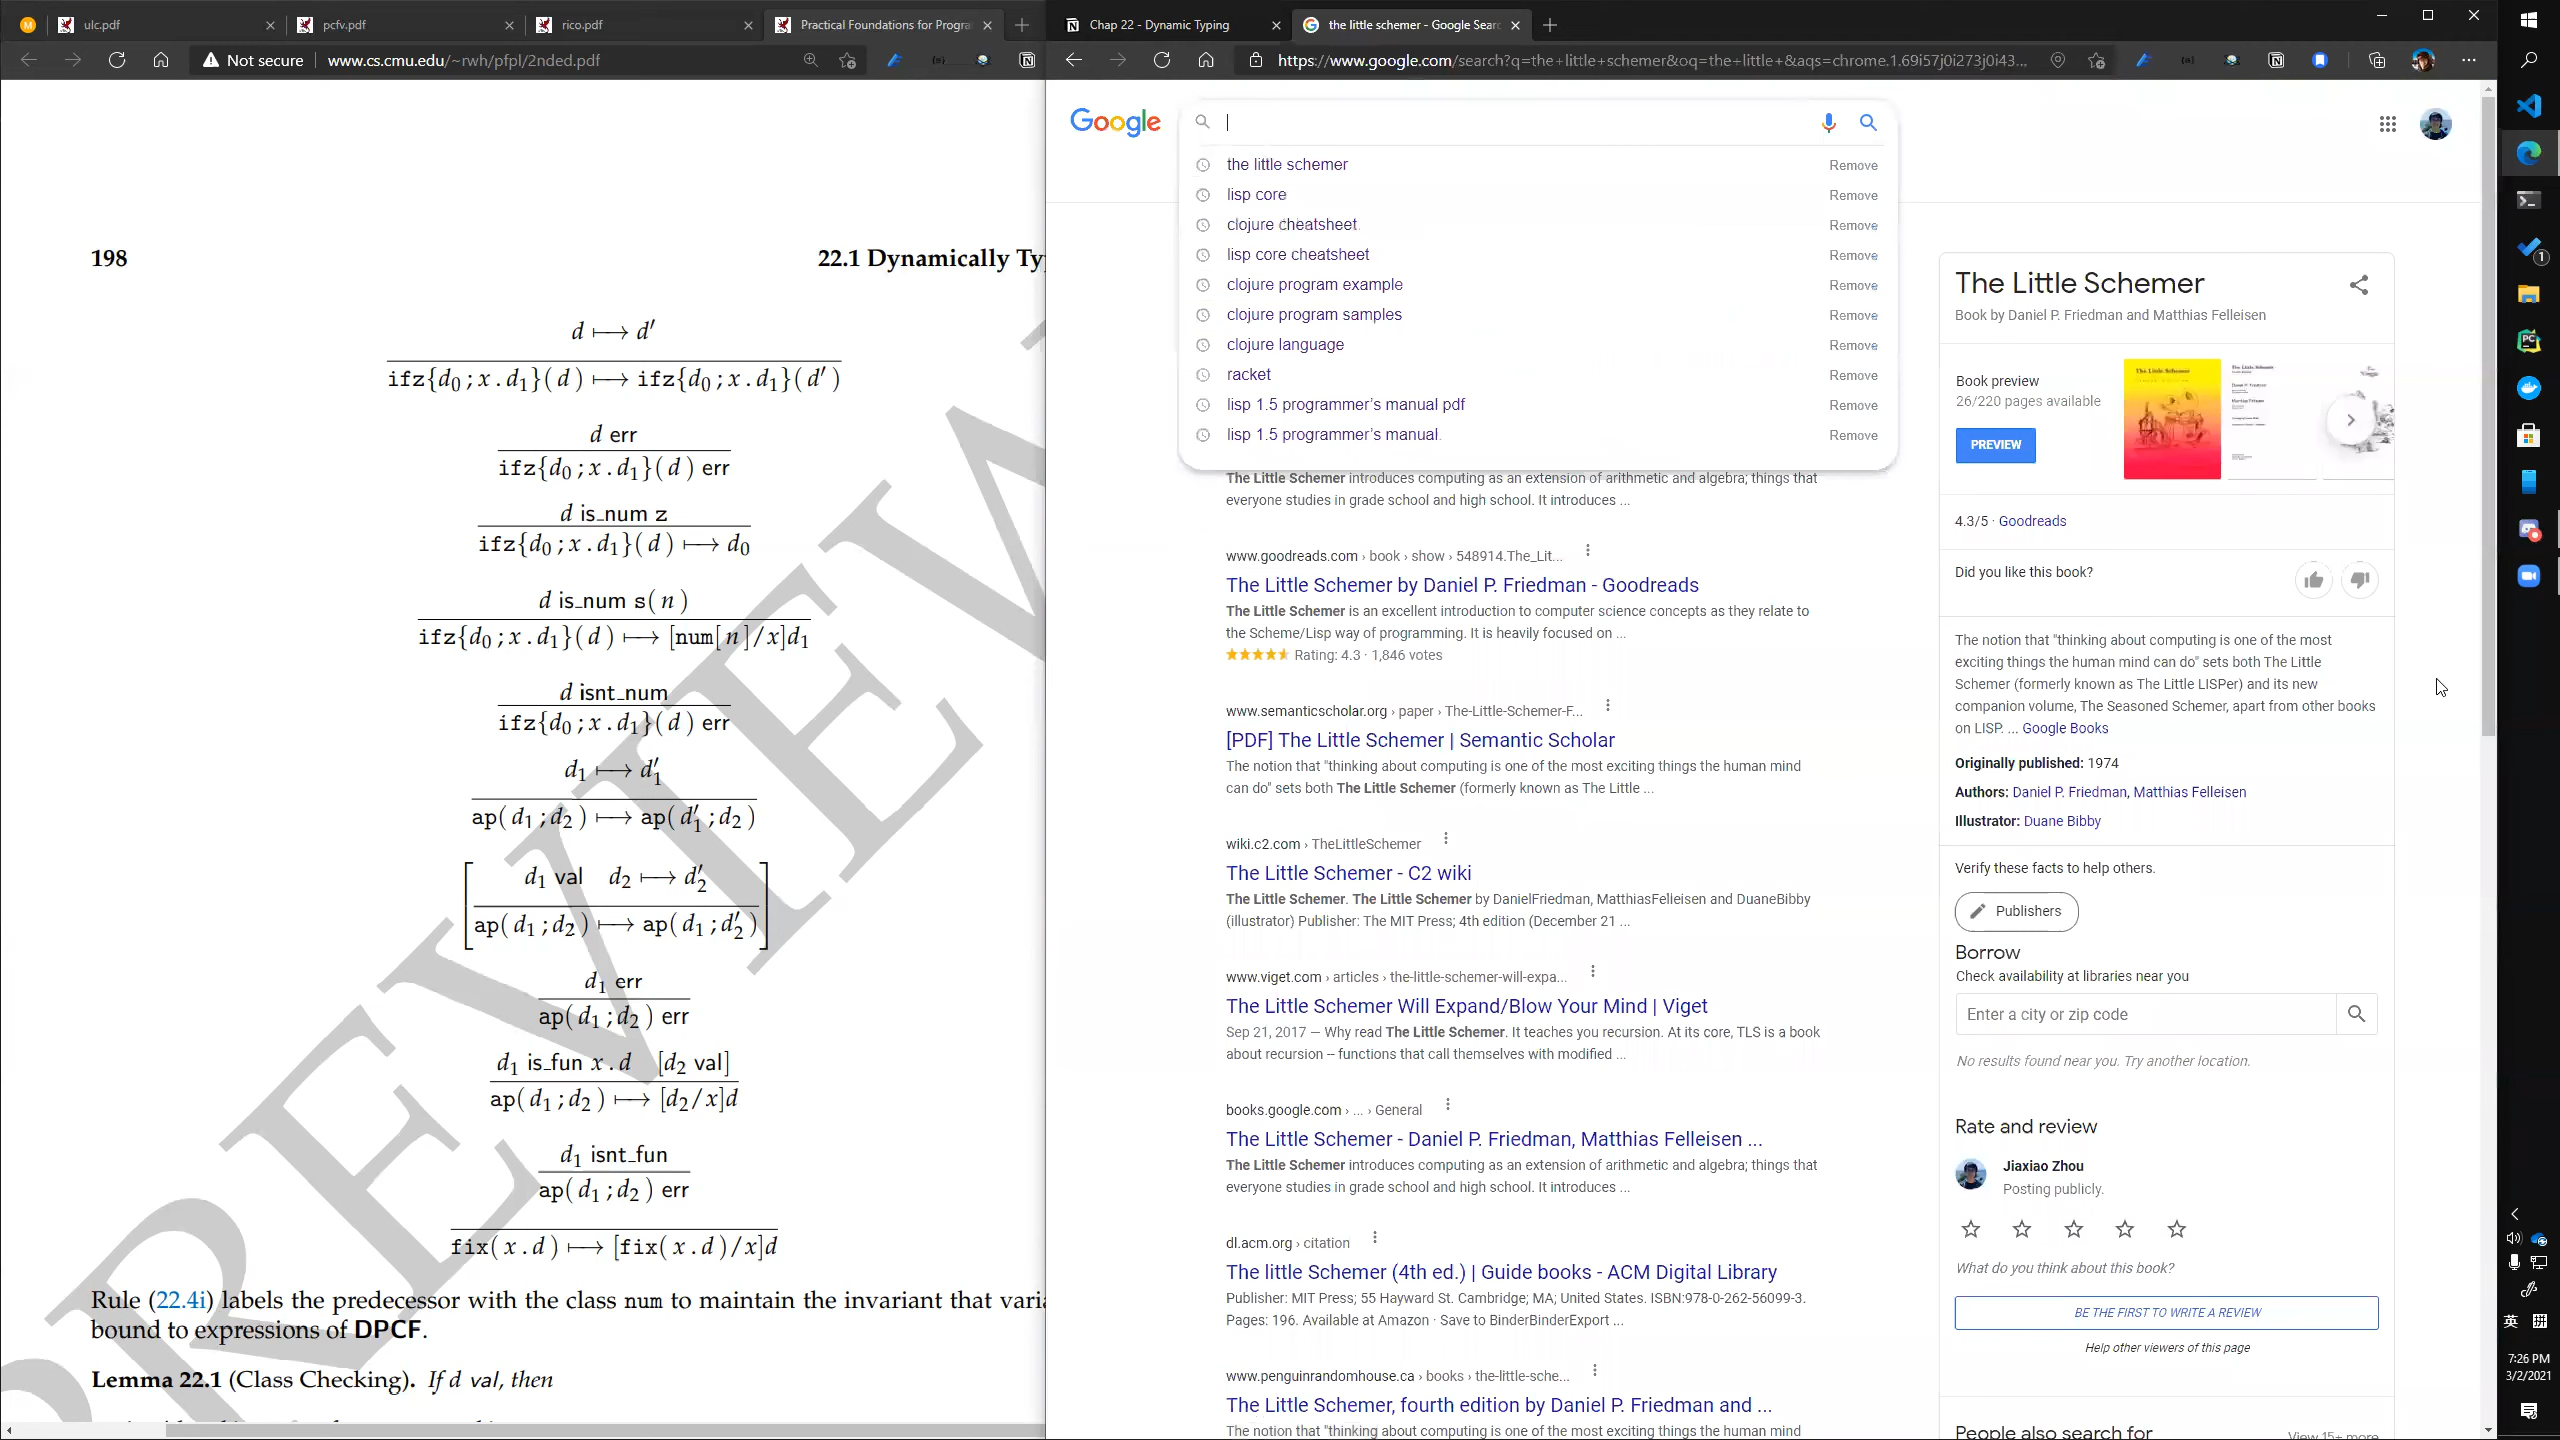 ulc.pdf
pcfv.pdf
rico.pdf
Practical Foundations for Progra
Not secure
www.cs.cmu.edu/~rwh/pfpl/2nded.pdf
198
22.1 Dynamically Ty
d ⟼ d′
ifz{d₀;x.d₁}(d) ⟼ ifz{d₀;x.d₁}(d′)
d err
ifz{d₀;x.d₁}(d) err
d is_num z
ifz{d₀;x.d₁}(d) ⟼ d₀
d is_num s(n)
ifz{d₀;x.d₁}(d) ⟼ [num[n]/x]d₁
d isnt_num
ifz{d₀;x.d₁}(d) err
d₁ ⟼ d₁′
ap(d₁;d₂) ⟼ ap(d₁′;d₂)
d₁ val d₂ ⟼ d₂′
ap(d₁;d₂) ⟼ ap(d₁;d₂′)
d₁ err
ap(d₁;d₂) err
d₁ is_fun x.d [d₂ val]
ap(d₁;d₂) ⟼ [d₂/x]d
d₁ isnt_fun
ap(d₁;d₂) err
fix(x.d) ⟼ [fix(x.d)/x]d
Rule (22.4i) labels the predecessor with the class num to maintain the invariant that varia
bound to expressions of DPCF.
Lemma 22.1 (Class Checking). If d val, then
PREVIEW
Chap 22 - Dynamic Typing
the little schemer - Google Searc
https://www.google.com/search?q=the+little+schemer&oq=the+little+&aqs=chrome.1.69i57j0i273j0i43...
Google
the little schemer Remove
lisp core Remove
clojure cheatsheet. Remove
lisp core cheatsheet Remove
clojure program example Remove
clojure program samples Remove
clojure language Remove
racket Remove
lisp 1.5 programmer's manual pdf Remove
lisp 1.5 programmer's manual. Remove
The Little Schemer introduces computing as an extension of arithmetic and algebra; things that
everyone studies in grade school and high school. It introduces ...
www.goodreads.com › book › show › 548914.The_Lit...
The Little Schemer by Daniel P. Friedman - Goodreads
The Little Schemer is an excellent introduction to computer science concepts as they relate to
the Scheme/Lisp way of programming. It is heavily focused on ...
Rating: 4.3 · 1,846 votes
www.semanticscholar.org › paper › The-Little-Schemer-F...
[PDF] The Little Schemer | Semantic Scholar
The notion that "thinking about computing is one of the most exciting things the human mind
can do" sets both The Little Schemer (formerly known as The Little ...
wiki.c2.com › TheLittleSchemer
The Little Schemer - C2 wiki
The Little Schemer. The Little Schemer by DanielFriedman, MatthiasFelleisen and DuaneBibby
(illustrator) Publisher: The MIT Press; 4th edition (December 21 ...
www.viget.com › articles › the-little-schemer-will-expa...
The Little Schemer Will Expand/Blow Your Mind | Viget
Sep 21, 2017 — Why read The Little Schemer. It teaches you recursion. At its core, TLS is a book
about recursion -- functions that call themselves with modified ...
books.google.com › ... › General
The Little Schemer - Daniel P. Friedman, Matthias Felleisen ...
The Little Schemer introduces computing as an extension of arithmetic and algebra; things that
everyone studies in grade school and high school. It introduces ...
dl.acm.org › citation
The little Schemer (4th ed.) | Guide books - ACM Digital Library
Publisher: MIT Press; 55 Hayward St. Cambridge; MA; United States. ISBN:978-0-262-56099-3.
Pages: 196. Available at Amazon · Save to BinderBinderExport ...
www.penguinrandomhouse.ca › books › the-little-sche...
The Little Schemer, fourth edition by Daniel P. Friedman and ...
The notion that "thinking about computing is one of the most exciting things the human mind
The Little Schemer
Book by Daniel P. Friedman and Matthias Felleisen
Book preview
26/220 pages available
PREVIEW
4.3/5 · Goodreads
Did you like this book?
The notion that "thinking about computing is one of the most
exciting things the human mind can do" sets both The Little
Schemer (formerly known as The Little LISPer) and its new
companion volume, The Seasoned Schemer, apart from other books
on LISP. ... Google Books
Originally published: 1974
Authors: Daniel P. Friedman, Matthias Felleisen
Illustrator: Duane Bibby
Verify these facts to help others.
Publishers
Borrow
Check availability at libraries near you
Enter a city or zip code
No results found near you. Try another location.
Rate and review
Jiaxiao Zhou
Posting publicly.
What do you think about this book?
BE THE FIRST TO WRITE A REVIEW
Help other viewers of this page
People also search for
View 15+ more
英 拼
7:26 PM
3/2/2021